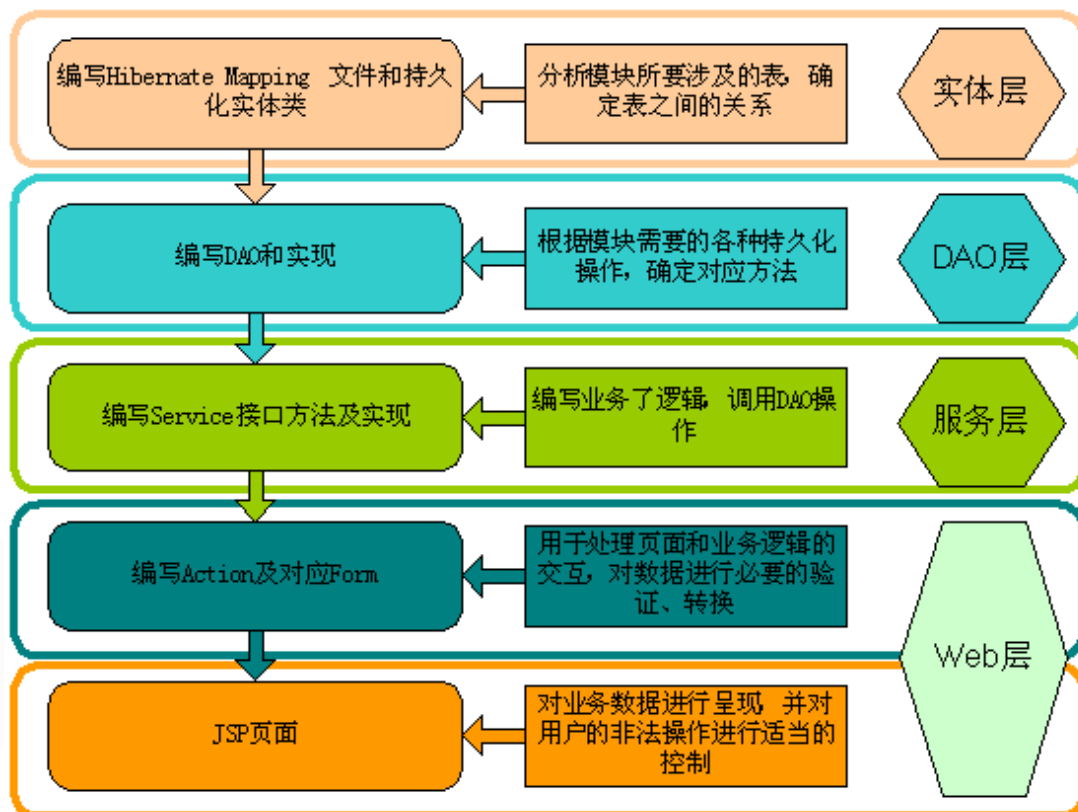 编写Hibernate Mapping 文件和持久
化实体类
分析模块所要涉及的表，确
定表之间的关系
实体层
编写DAO和实现
根据模块需要的各种持久化
操作，确定对应方法
DAO层
编写Service接口方法及实现
编写业务了逻辑，调用DAO操
作
服务层
编写Action及对应Form
用于处理页面和业务逻辑的
交互，对数据进行必要的验
证、转换
Web层
JSP页面
对业务数据进行呈现，并对
用户的非法操作进行适当的
控制